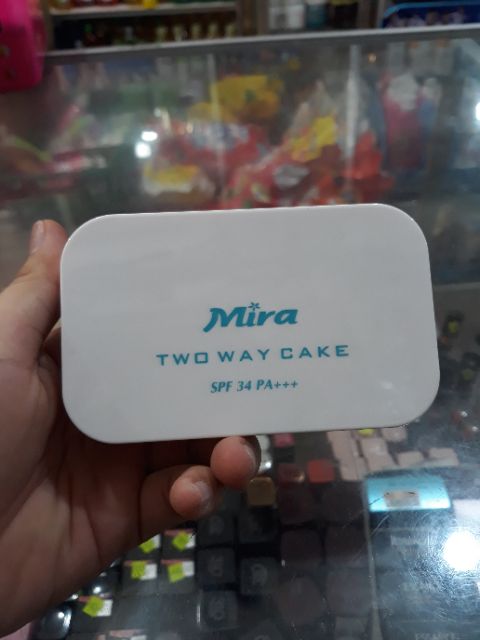 Mira
TWO WAY CAKE
SPF 34 PA+++